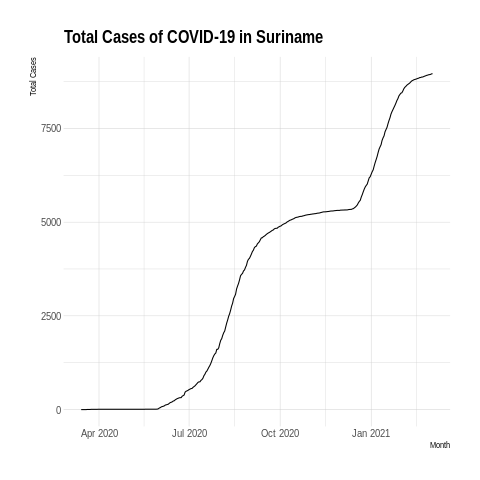 Total Cases of COVID-19 in Suriname
Total Cases
7500
5000
2500
0
Apr 2020 Jul 2020 Oct 2020 Jan 2021
Month